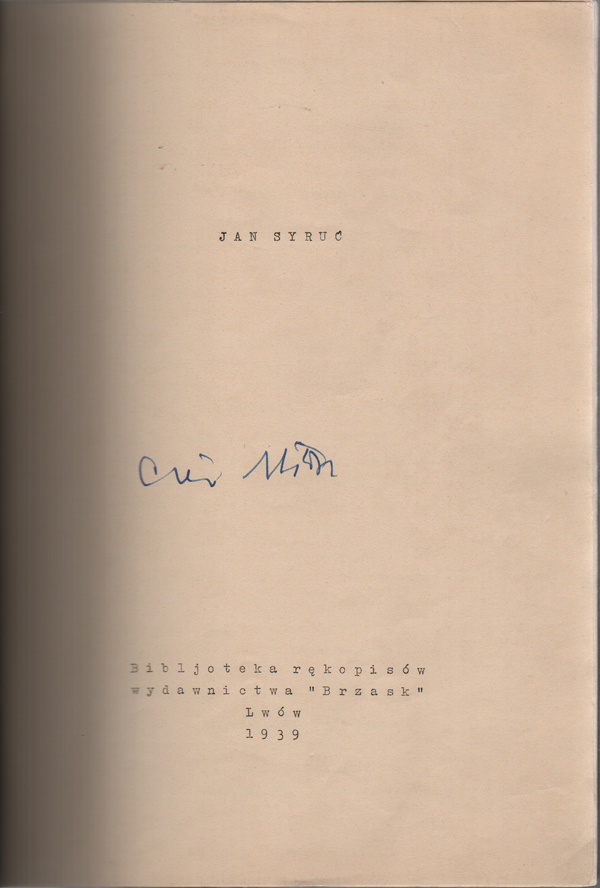 JAN SYRUĆ
Bibljoteka rękopisów
wydawnictwa "Brzask"
Lwów
1939